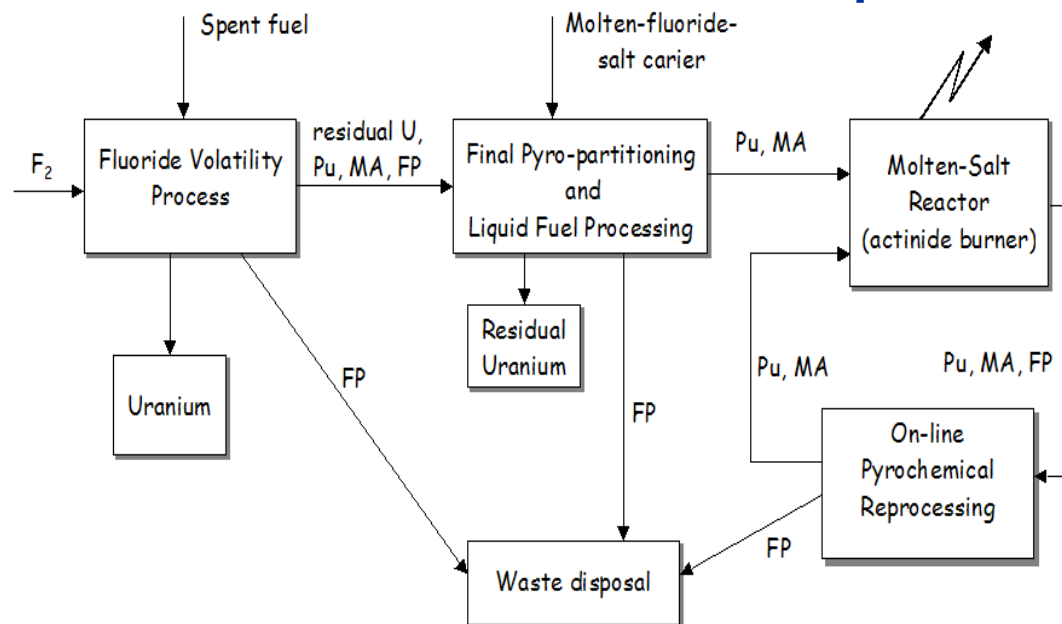 Spent fuel
Molten-fluoride-
salt carier
F2
Fluoride Volatility
Process
residual U,
Pu, MA, FP
Final Pyro-partitioning
and
Liquid Fuel Processing
Pu, MA
Molten-Salt
Reactor
(actinide burner)
Uranium
Residual
Uranium
FP
FP
Pu, MA
Pu, MA, FP
On-line
Pyrochemical
Reprocessing
FP
Waste disposal